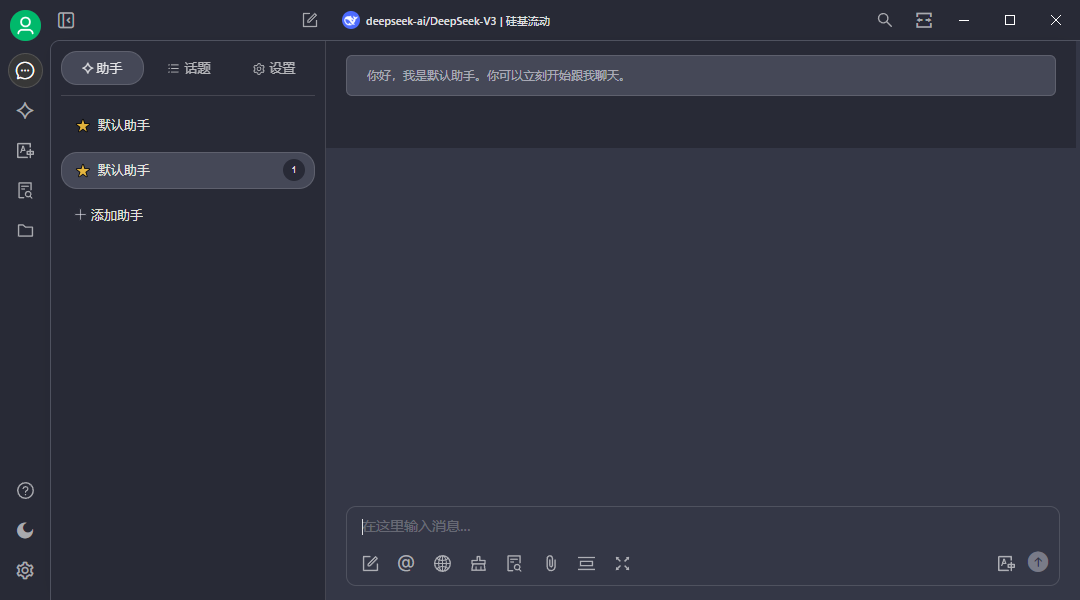 deepseek-ai/DeepSeek-V3 | 硅基流动
助手
话题
设置
默认助手
默认助手
1
添加助手
你好，我是默认助手。你可以立刻开始跟我聊天。
在这里输入消息...